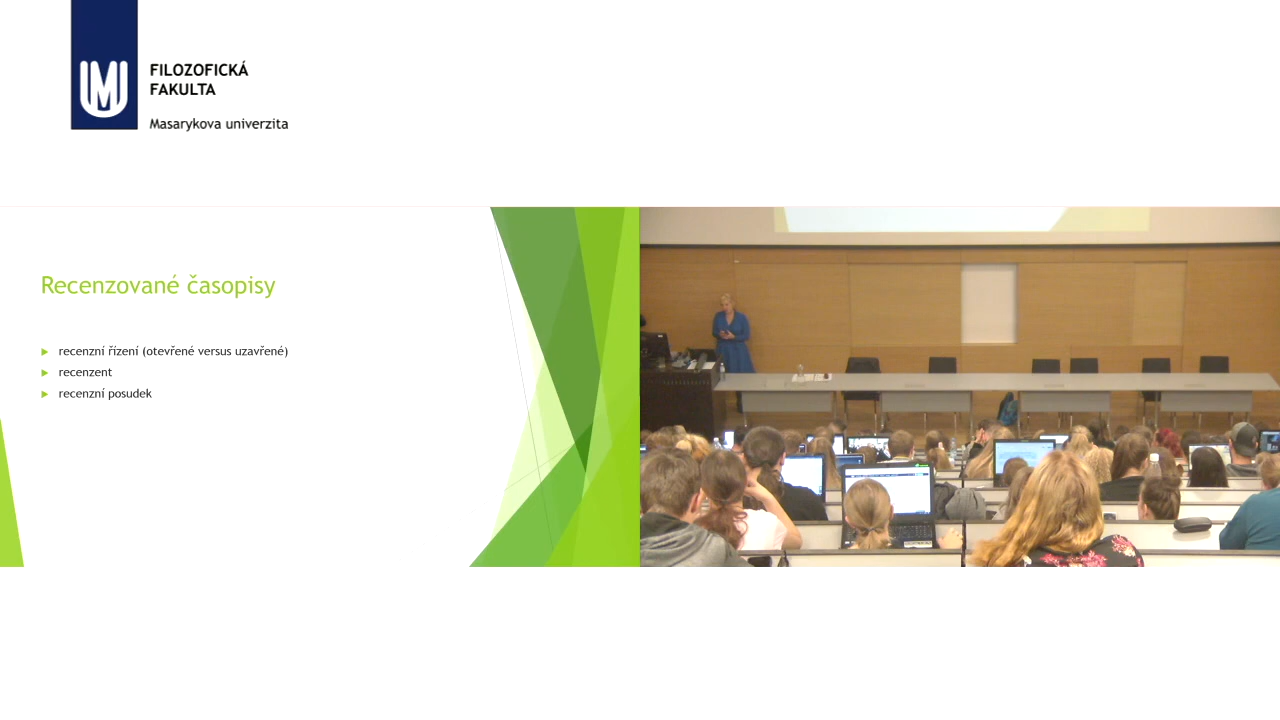 FILOZOFICKÁ
FAKULTA
Masarykova univerzita
Recenzované časopisy
recenzní řízení (otevřené versus uzavřené)
recenzent
recenzní posudek